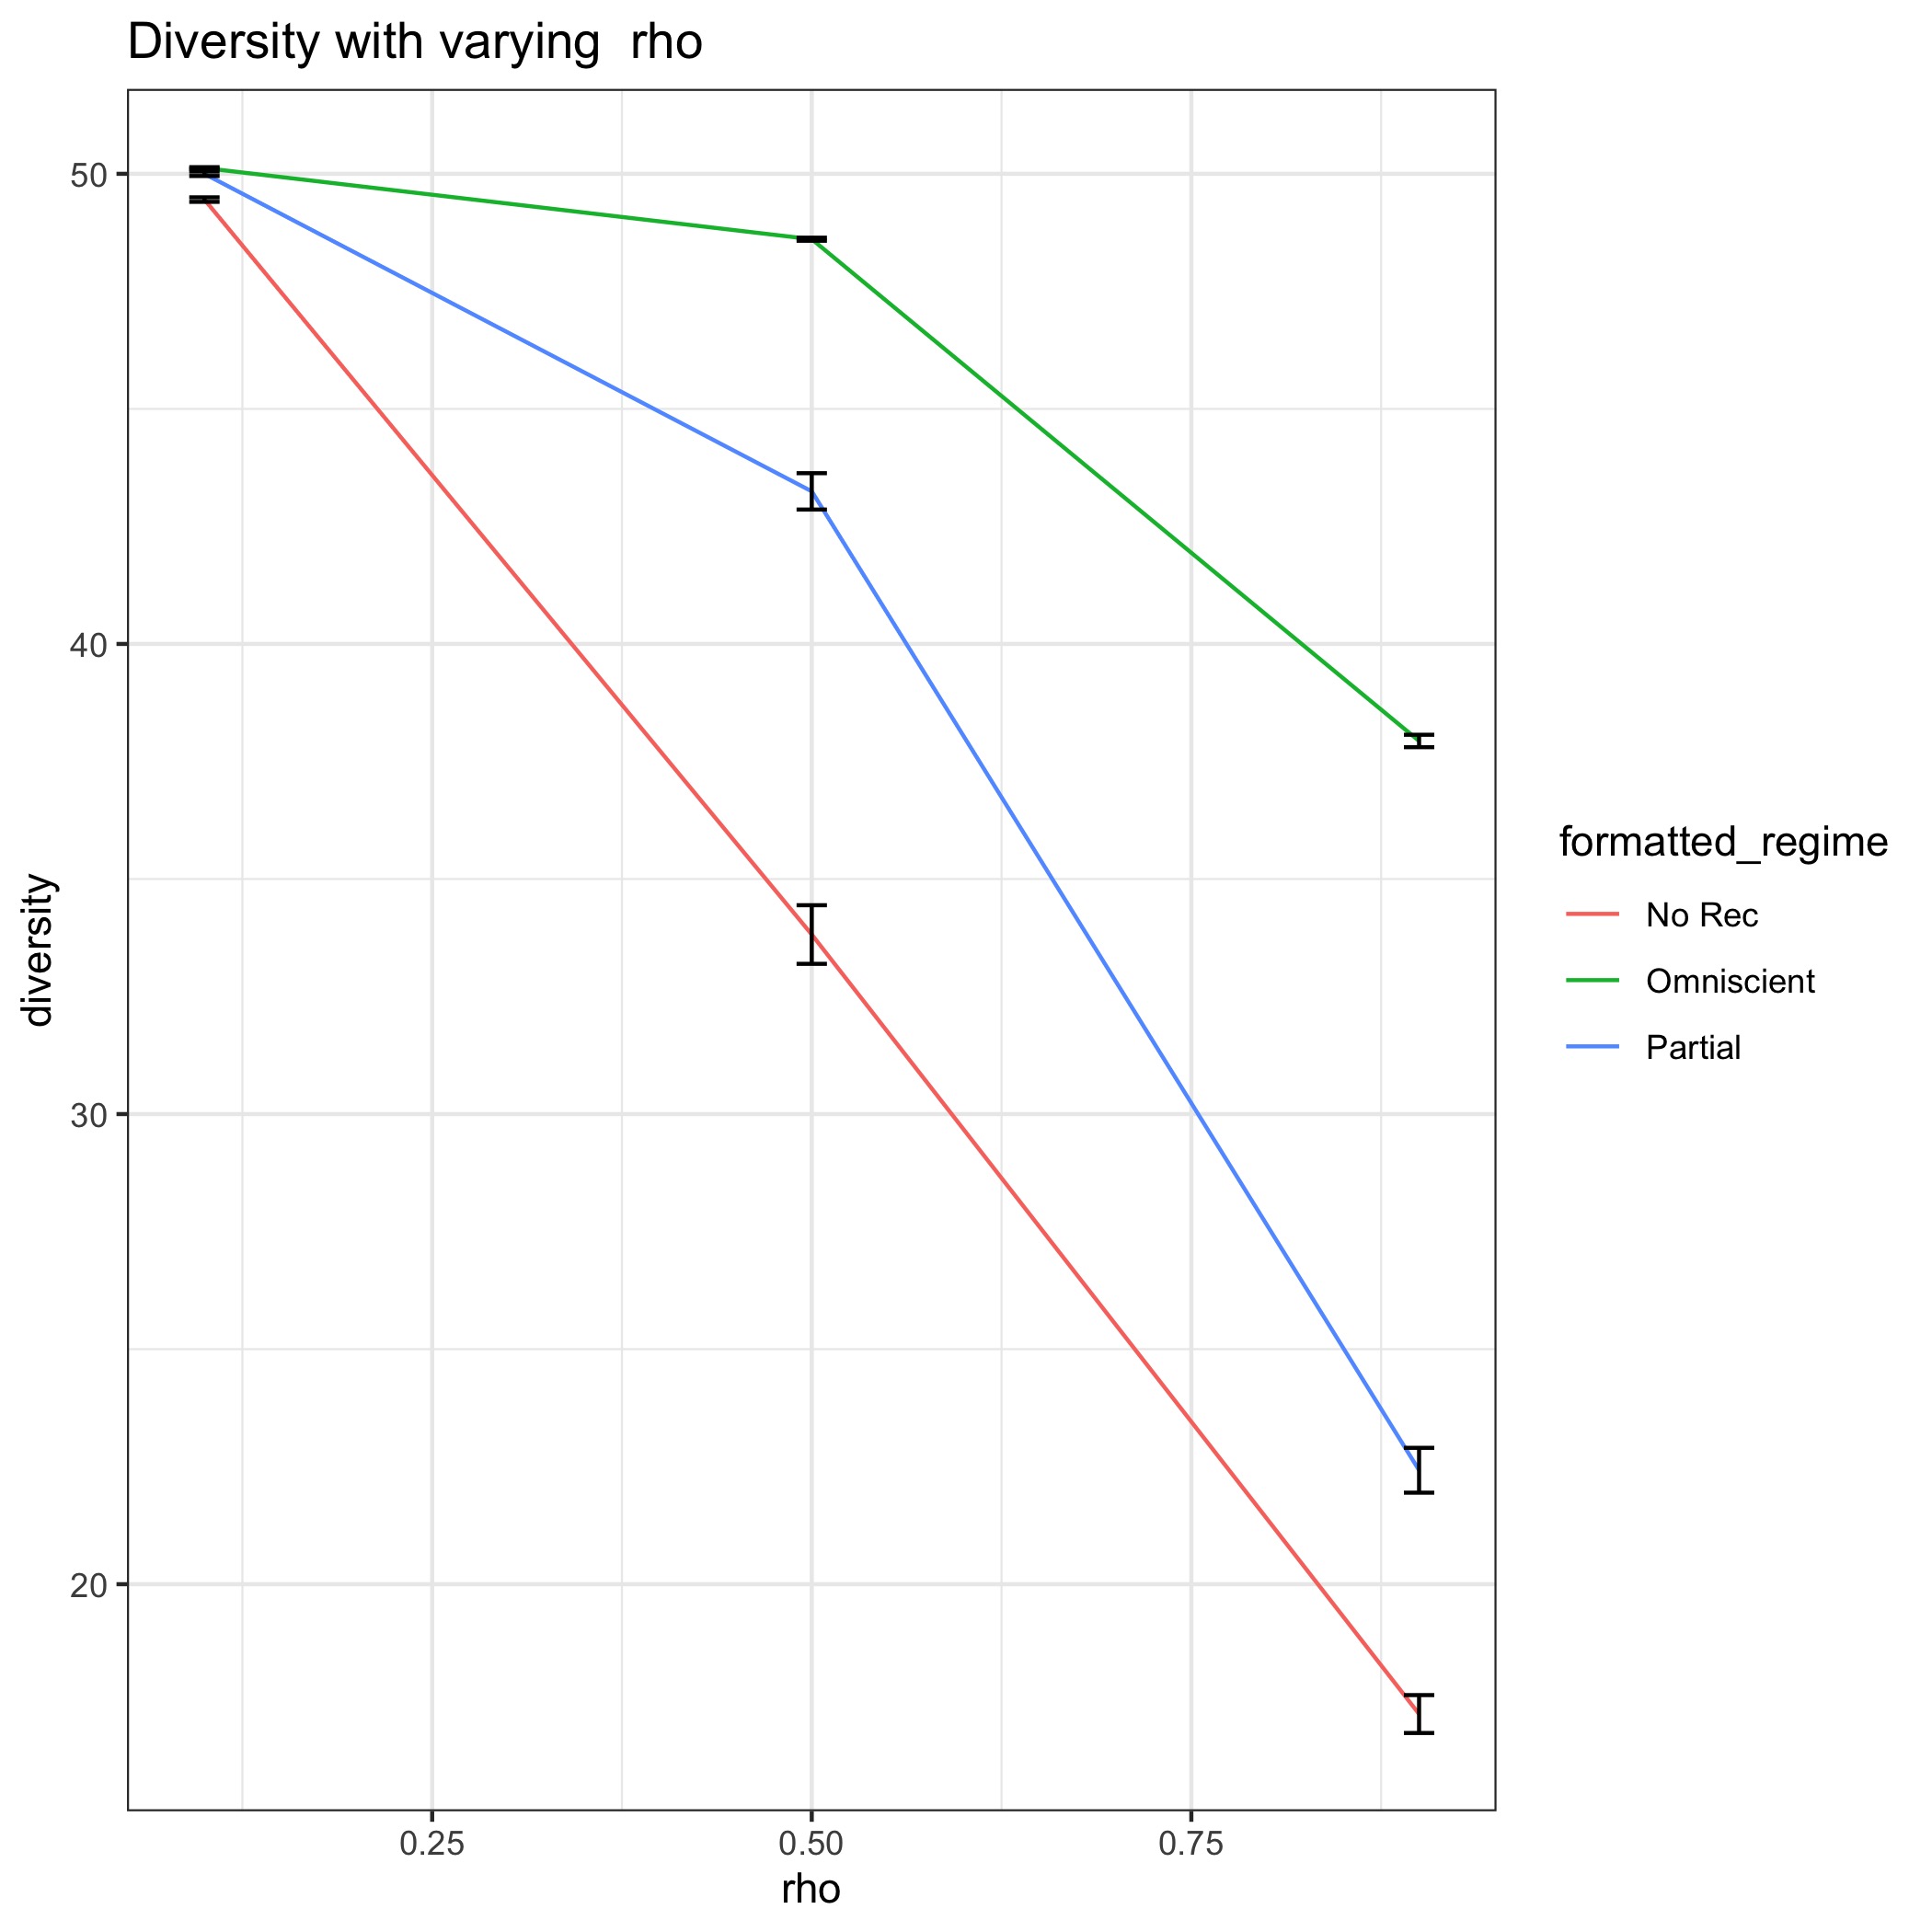 Diversity with varying  rho
diversity
50
40
30
20
0.25
0.50
0.75
rho
formatted_regime
No Rec
Omniscient
Partial